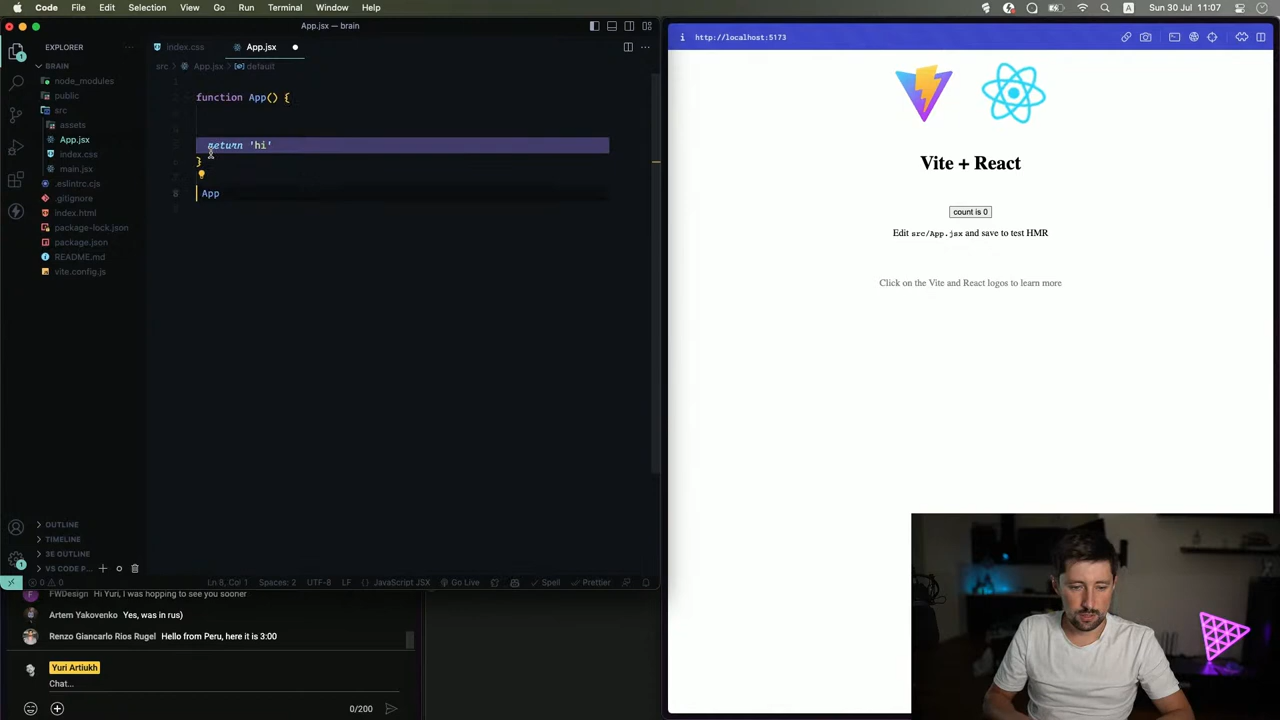 Code File Edit Selection View Go Run Terminal Window Help
A Sun 30 Jul 11:07
App.jsx — brain
EXPLORER
BRAIN
node_modules
public
src
assets
App.jsx
index.css
main.jsx
.eslintrc.cjs
.gitignore
index.html
package-lock.json
package.json
README.md
vite.config.js
OUTLINE
TIMELINE
3E OUTLINE
VS CODE P...
index.css App.jsx
src > App.jsx > default
1
function App() {
return 'hi'
}
8 App
Ln 8, Col 1 Spaces: 2 UTF-8 LF JavaScript JSX Go Live Spell Prettier
0 0
http://localhost:5173
Vite + React
count is 0
Edit src/App.jsx and save to test HMR
Click on the Vite and React logos to learn more
FWDesign Hi Yuri, I was hopping to see you sooner
Artem Yakovenko Yes, was in rus)
Renzo Giancarlo Rios Rugel Hello from Peru, here it is 3:00
Yuri Artiukh
Chat...
0/200